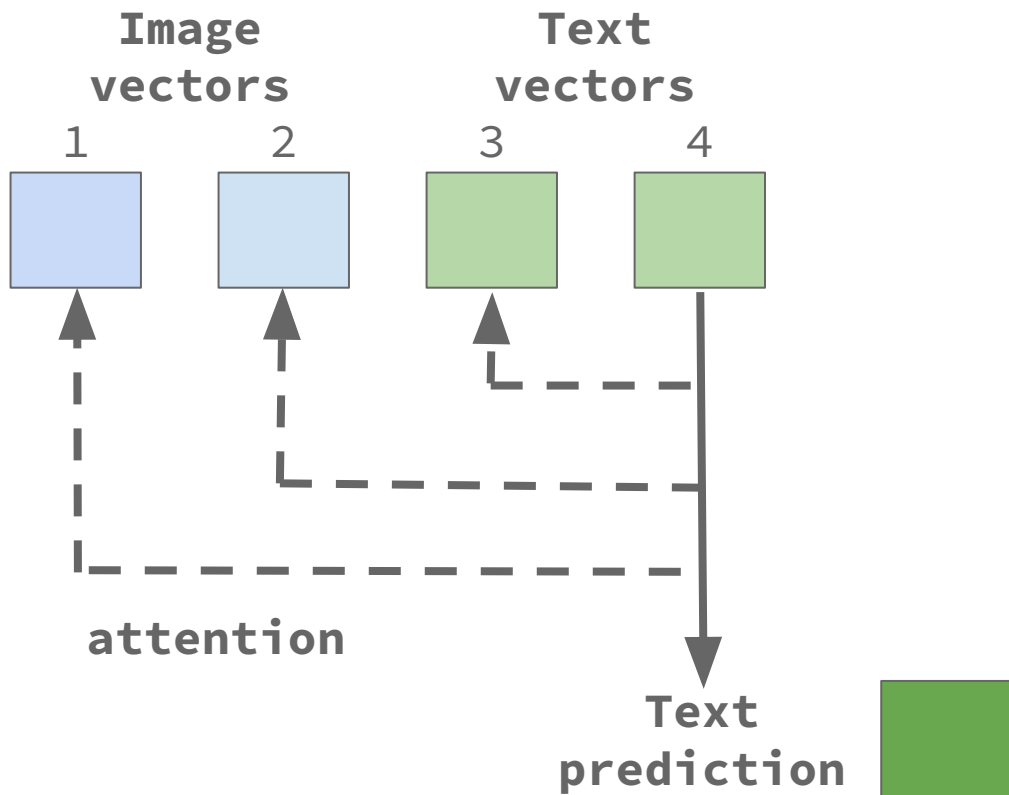 Image
vectors
Text
vectors
1
2
3
4
attention
Text
prediction